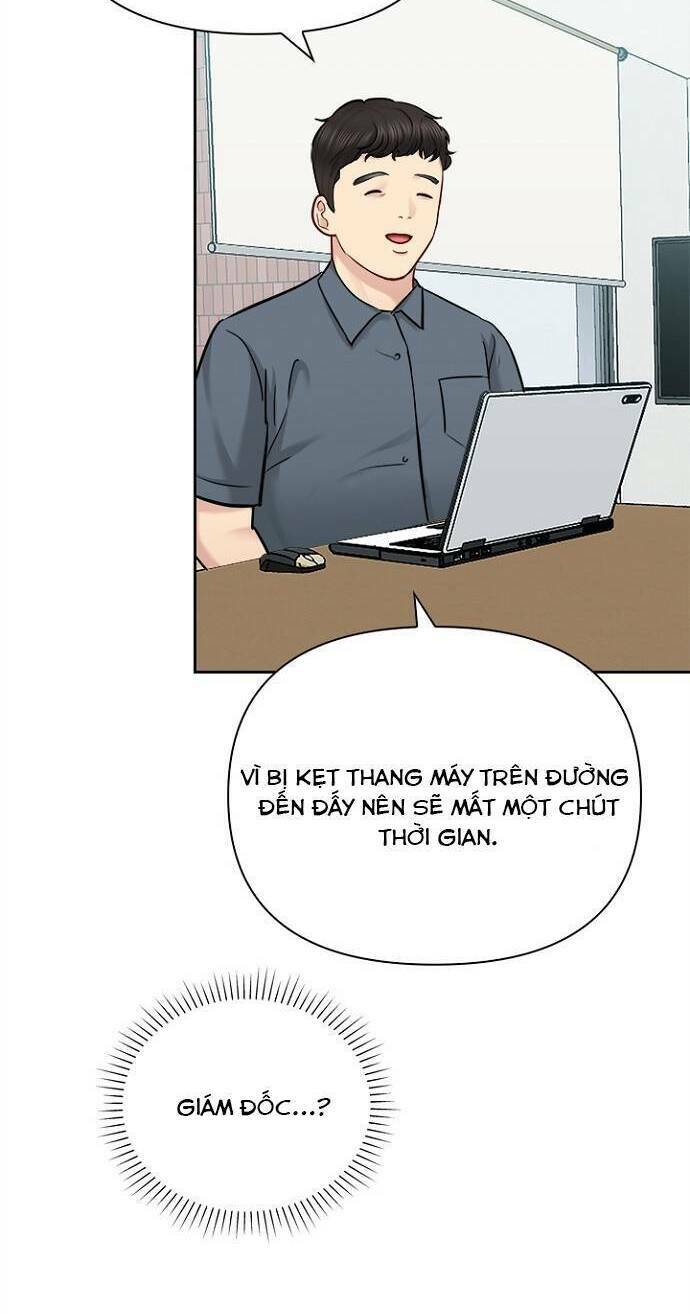 VÌ BỊ KẸT THANG MÁY TRÊN ĐƯỜNG
ĐẾN ĐẤY NÊN SẼ MẤT MỘT CHÚT
THỜI GIAN.
GIÁM ĐỐC...?